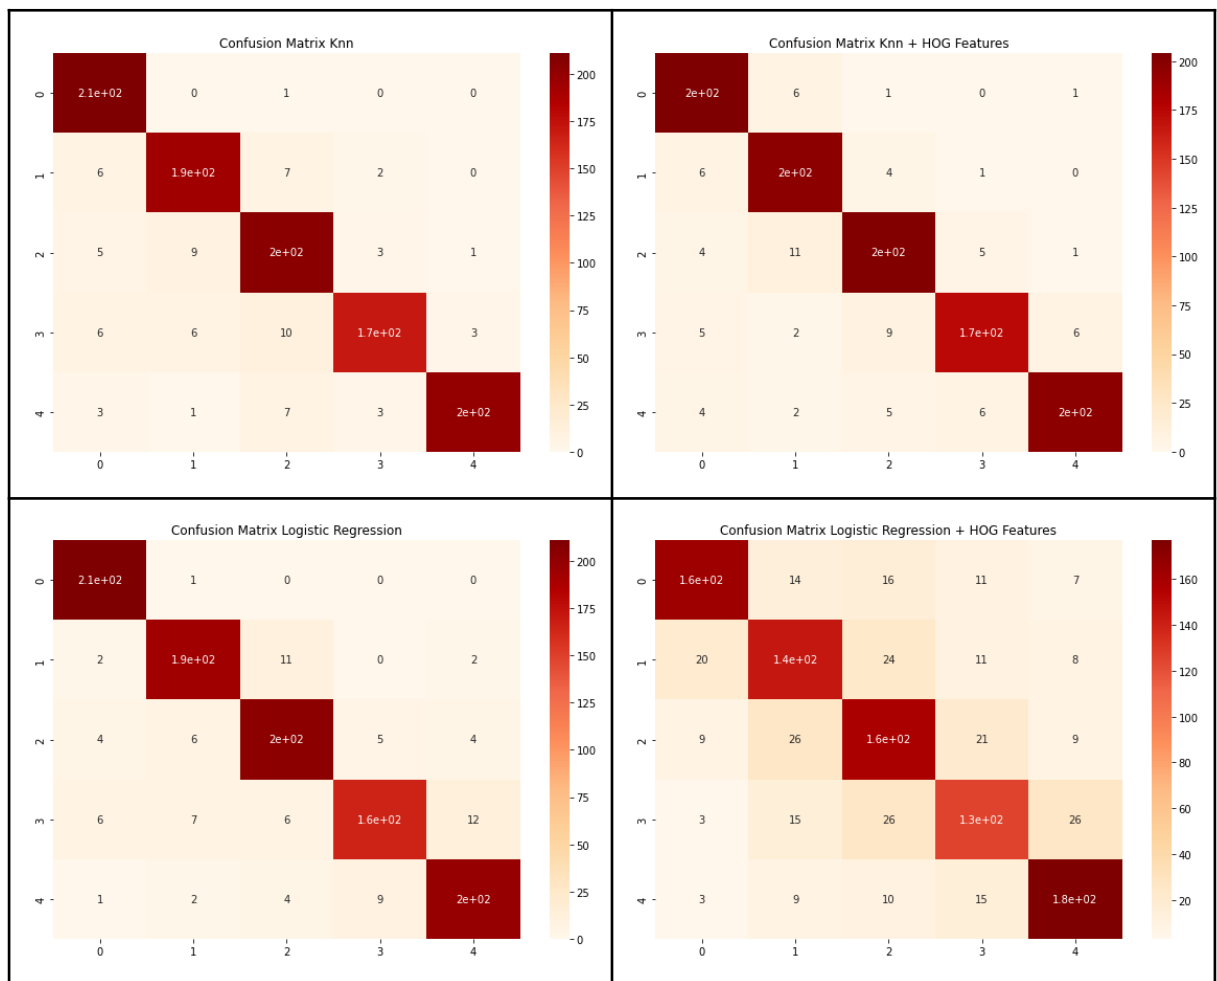 Confusion Matrix Knn
0 2.1e+02 0 1 0 0
1 6 1.9e+02 7 2 0
2 5 9 2e+02 3 1
3 6 6 10 1.7e+02 3
4 3 1 7 3 2e+02
0 1 2 3 4
200
175
150
125
100
75
50
25
0
Confusion Matrix Knn + HOG Features
0 2e+02 6 1 0 1
1 6 2e+02 4 1 0
2 4 11 2e+02 5 1
3 5 2 9 1.7e+02 6
4 4 2 5 6 2e+02
0 1 2 3 4
200
175
150
125
100
75
50
25
0
Confusion Matrix Logistic Regression
0 2.1e+02 1 0 0 0
1 2 1.9e+02 11 0 2
2 4 6 2e+02 5 4
3 6 7 6 1.6e+02 12
4 1 2 4 9 2e+02
0 1 2 3 4
200
175
150
125
100
75
50
25
0
Confusion Matrix Logistic Regression + HOG Features
0 1.6e+02 14 16 11 7
1 20 1.4e+02 24 11 8
2 9 26 1.6e+02 21 9
3 3 15 26 1.3e+02 26
4 3 9 10 15 1.8e+02
0 1 2 3 4
160
140
120
100
80
60
40
20